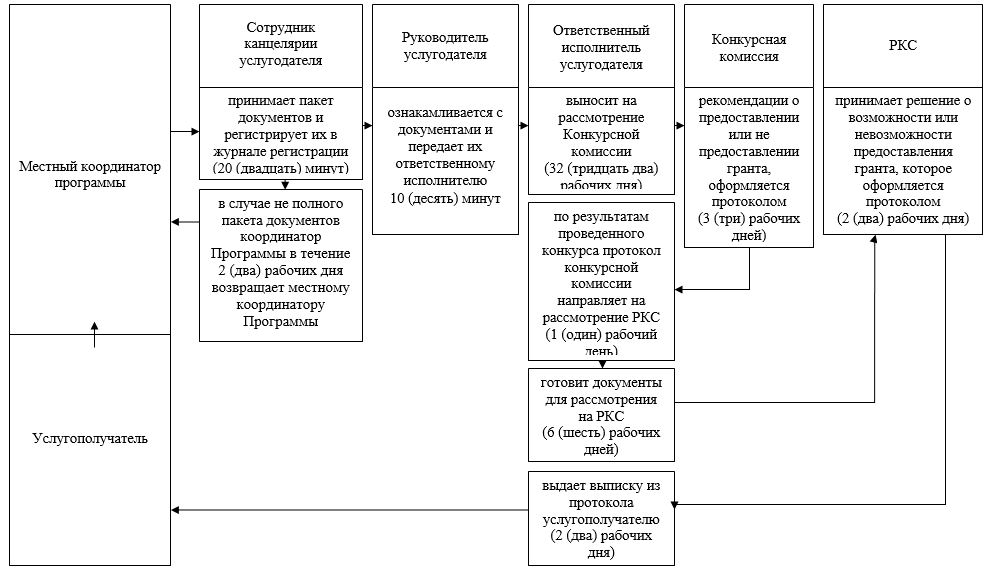 Местный координатор
программы
Услугополучатель
Сотрудник
канцелярии
услугодателя
принимает пакет
документов и
регистрирует их в
журнале регистрации
(20 (двадцать) минут)
в случае не полного
пакета документов
координатор
Программы в течение
2 (два) рабочих дня
возвращает местному
координатору
Программы
Руководитель
услугодателя
ознакамливается с
документами и
передает их
ответственному
исполнителю
10 (десять) минут
Ответственный
исполнитель
услугодателя
выносит на
рассмотрение
Конкурсной
комиссии
(32 (тридцать два)
рабочих дня)
по результатам
проведенного
конкурса протокол
конкурсной
комиссии
направляет на
рассмотрение РКС
(1 (один) рабочий
день)
готовит документы
для рассмотрения
на РКС
(6 (шесть) рабочих
дней)
выдает выписку из
протокола
услугополучателю
(2 (два) рабочих
дня)
Конкурсная
комиссия
рекомендации о
предоставлении
или не
предоставлении
гранта,
оформляется
протоколом
(3 (три) рабочих
дней)
РКС
принимает решение о
возможности или
невозможности
предоставления
гранта, которое
оформляется
протоколом
(2 (два) рабочих дня)